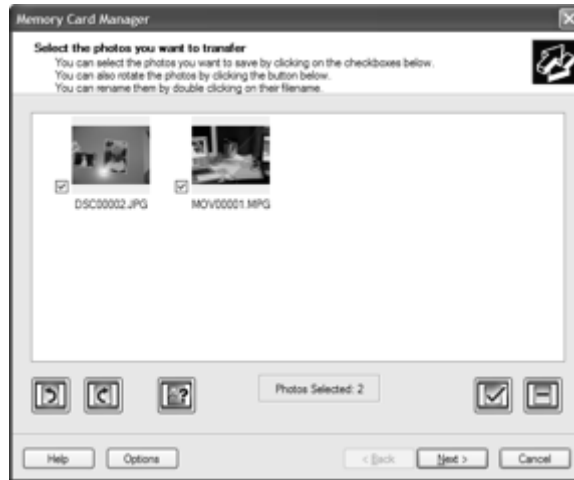 Memory Card Manager
Select the photos you want to transfer
You can select the photos you want to save by clicking on the checkboxes below.
You can also rotate the photos by clicking the button below.
You can rename them by double clicking on their filename.
DSC00002.JPG
MOV00001.MPG
?
Photos Selected: 2
Help
Options
< Back
Next >
Cancel